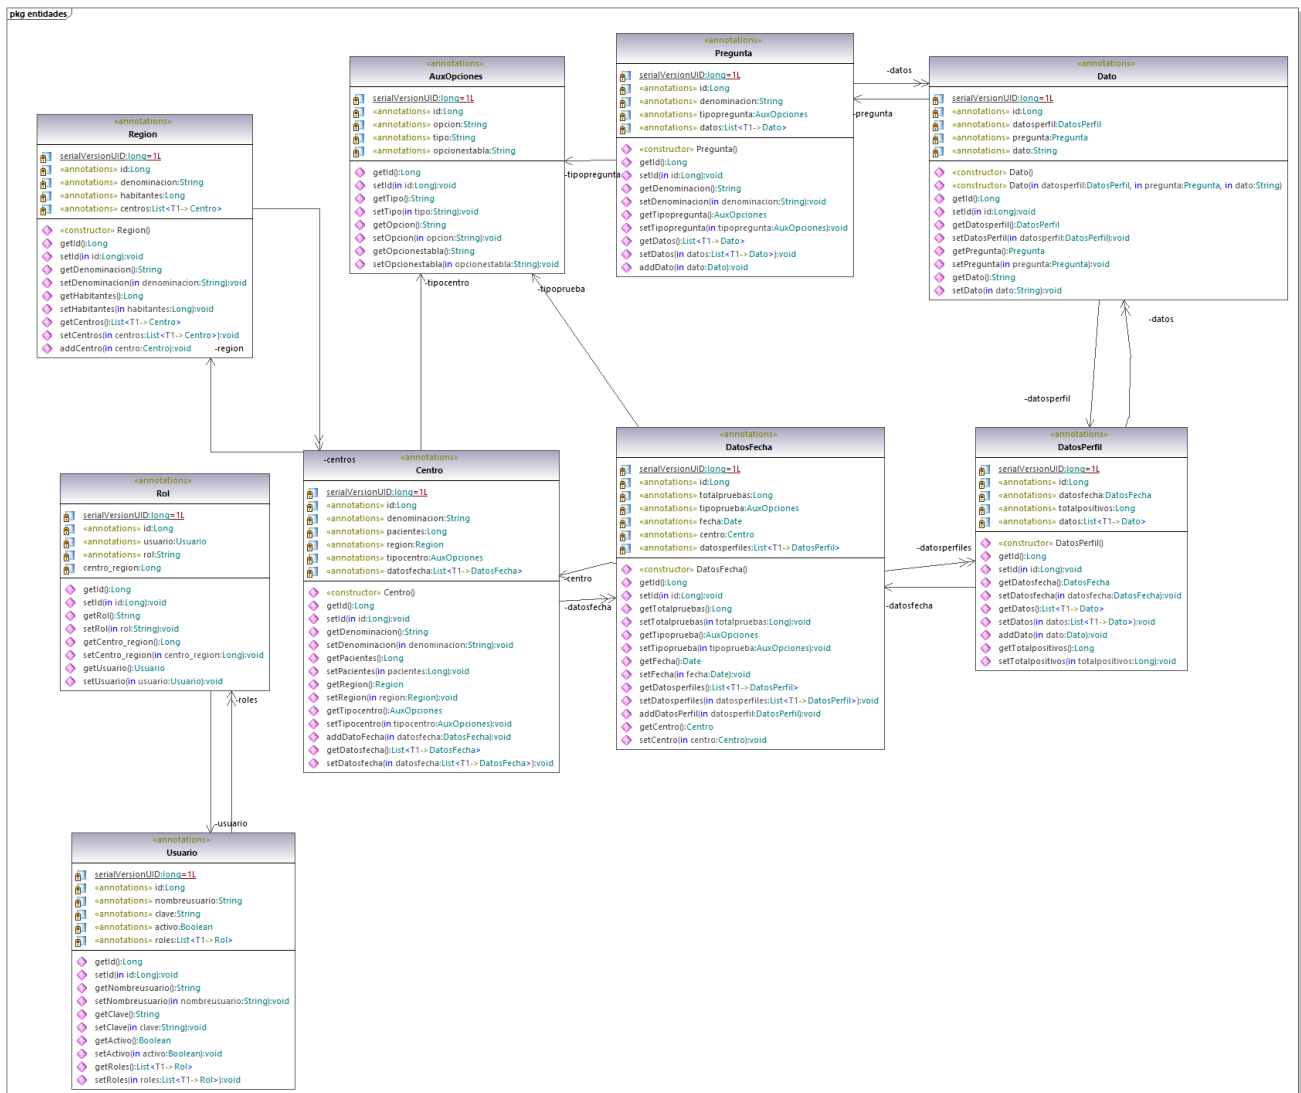 pkg entidades
«annotations»
Region
serialVersionUID:long=1L
«annotations» id:Long
«annotations» denominacion:String
«annotations» habitantes:Long
«annotations» centros:List<T1->Centro>
«constructor» Region()
getId():Long
setId(in id:Long):void
getDenominacion():String
setDenominacion(in denominacion:String):void
getHabitantes():Long
setHabitantes(in habitantes:Long):void
getCentros():List<T1->Centro>
setCentros(in centros:List<T1->Centro>):void
addCentro(in centro:Centro):void
-region
«annotations»
AuxOpciones
serialVersionUID:long=1L
«annotations» id:Long
«annotations» opcion:String
«annotations» tipo:String
«annotations» opcionestabla:String
getId():Long
setId(in id:Long):void
getTipo():String
setTipo(in tipo:String):void
getOpcion():String
setOpcion(in opcion:String):void
getOpcionestabla():String
setOpcionestabla(in opcionestabla:String):void
-tipocentro
-tipoprueba
-tipopregunta
«annotations»
Pregunta
serialVersionUID:long=1L
«annotations» id:Long
«annotations» denominacion:String
«annotations» tipopregunta:AuxOpciones
«annotations» datos:List<T1->Dato>
«constructor» Pregunta()
getId():Long
setId(in id:Long):void
getDenominacion():String
setDenominacion(in denominacion:String):void
getTipopregunta():AuxOpciones
setTipopregunta(in tipopregunta:AuxOpciones):void
getDatos():List<T1->Dato>
setDatos(in datos:List<T1->Dato>):void
addDato(in dato:Dato):void
-datos
-pregunta
«annotations»
Dato
serialVersionUID:long=1L
«annotations» id:Long
«annotations» datosperfil:DatosPerfil
«annotations» pregunta:Pregunta
«annotations» dato:String
«constructor» Dato()
«constructor» Dato(in datosperfil:DatosPerfil, in pregunta:Pregunta, in dato:String)
getId():Long
setId(in id:Long):void
getDatosperfil():DatosPerfil
setDatosPerfil(in datosperfil:DatosPerfil):void
getPregunta():Pregunta
setPregunta(in pregunta:Pregunta):void
getDato():String
setDato(in dato:String):void
-datos
-datosperfil
«annotations»
Rol
serialVersionUID:long=1L
«annotations» id:Long
«annotations» usuario:Usuario
«annotations» rol:String
centro_region:Long
getId():Long
setId(in id:Long):void
getRol():String
setRol(in rol:String):void
getCentro_region():Long
setCentro_region(in centro_region:Long):void
getUsuario():Usuario
setUsuario(in usuario:Usuario):void
-roles
-usuario
-centros
«annotations»
Centro
serialVersionUID:long=1L
«annotations» id:Long
«annotations» denominacion:String
«annotations» pacientes:Long
«annotations» region:Region
«annotations» tipocentro:AuxOpciones
«annotations» datosfecha:List<T1->DatosFecha>
«constructor» Centro()
getId():Long
setId(in id:Long):void
getDenominacion():String
setDenominacion(in denominacion:String):void
getPacientes():Long
setPacientes(in pacientes:Long):void
getRegion():Region
setRegion(in region:Region):void
getTipocentro():AuxOpciones
setTipocentro(in tipocentro:AuxOpciones):void
addDatoFecha(in datosfecha:DatosFecha):void
getDatosfecha():List<T1->DatosFecha>
setDatosfecha(in datosfecha:List<T1->DatosFecha>):void
-centro
-datosfecha
«annotations»
DatosFecha
serialVersionUID:long=1L
«annotations» id:Long
«annotations» totalpruebas:Long
«annotations» tipoprueba:AuxOpciones
«annotations» fecha:Date
«annotations» centro:Centro
«annotations» datosperfiles:List<T1->DatosPerfil>
«constructor» DatosFecha()
getId():Long
setId(in id:Long):void
getTotalpruebas():Long
setTotalpruebas(in totalpruebas:Long):void
getTipoprueba():AuxOpciones
setTipoprueba(in tipoprueba:AuxOpciones):void
getFecha():Date
setFecha(in fecha:Date):void
getDatosperfiles():List<T1->DatosPerfil>
setDatosperfiles(in datosperfiles:List<T1->DatosPerfil>):void
addDatosPerfil(in datosperfil:DatosPerfil):void
getCentro():Centro
setCentro(in centro:Centro):void
-datosperfiles
-datosfecha
«annotations»
DatosPerfil
serialVersionUID:long=1L
«annotations» id:Long
«annotations» datosfecha:DatosFecha
«annotations» totalpositivos:Long
«annotations» datos:List<T1->Dato>
«constructor» DatosPerfil()
getId():Long
setId(in id:Long):void
getDatosfecha():DatosFecha
setDatosfecha(in datosfecha:DatosFecha):void
getDatos():List<T1->Dato>
setDatos(in datos:List<T1->Dato>):void
addDato(in dato:Dato):void
getTotalpositivos():Long
setTotalpositivos(in totalpositivos:Long):void
«annotations»
Usuario
serialVersionUID:long=1L
«annotations» id:Long
«annotations» nombreusuario:String
«annotations» clave:String
«annotations» activo:Boolean
«annotations» roles:List<T1->Rol>
getId():Long
setId(in id:Long):void
getNombreusuario():String
setNombreusuario(in nombreusuario:String):void
getClave():String
setClave(in clave:String):void
getActivo():Boolean
setActivo(in activo:Boolean):void
getRoles():List<T1->Rol>
setRoles(in roles:List<T1->Rol>):void